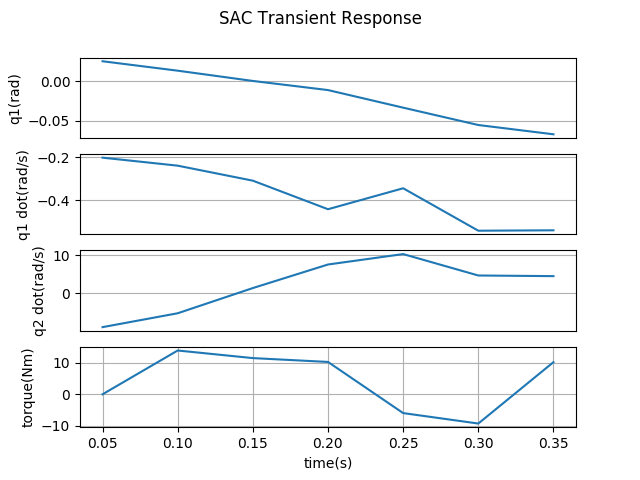 SAC Transient Response
q1(rad)
0.00
−0.05
q1 dot(rad/s)
−0.2
−0.4
q2 dot(rad/s)
10
0
torque(Nm)
10
0
−10
0.05 0.10 0.15 0.20 0.25 0.30 0.35
time(s)